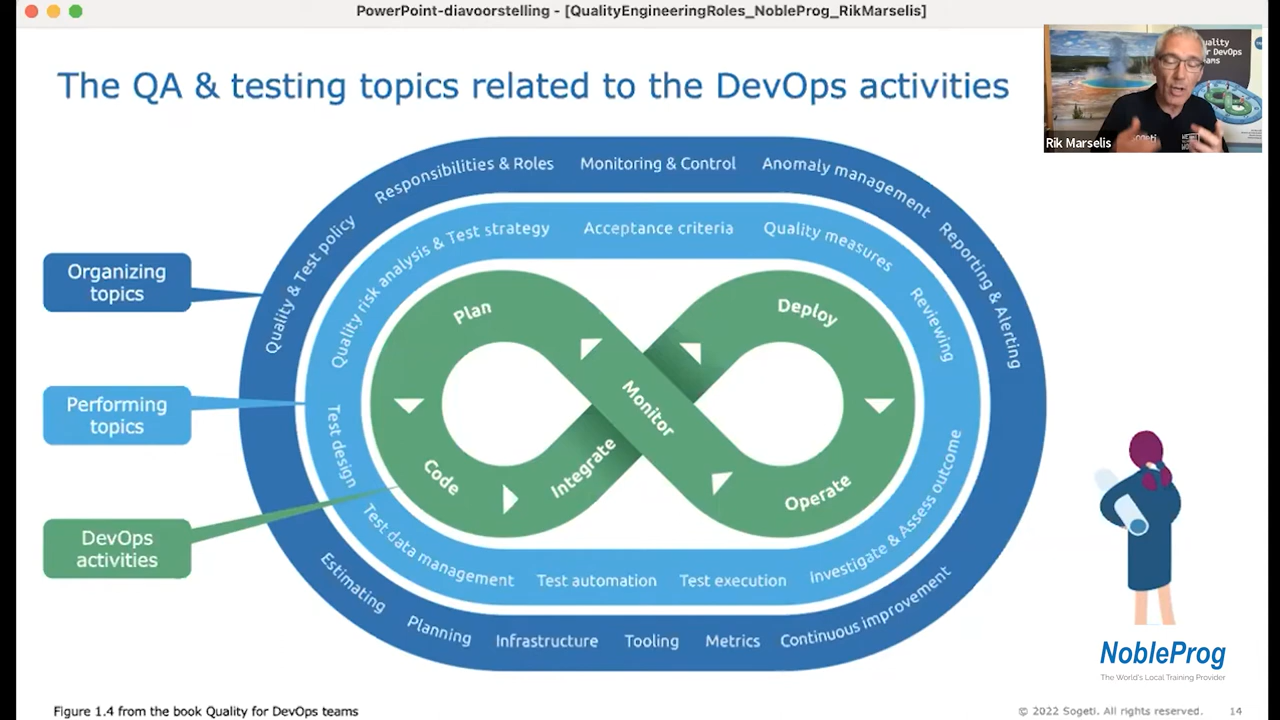 PowerPoint-diavoorstelling - [QualityEngineeringRoles_NobleProg_RikMarselis]
The QA & testing topics related to the DevOps activities
Rik Marselis
Organizing
topics
Performing
topics
DevOps
activities
Quality & Test policy
Responsibilities & Roles
Monitoring & Control
Anomaly management
Reporting & Alerting
Quality risk analysis & Test strategy
Acceptance criteria
Quality measures
Reviewing
Plan
Deploy
Monitor
Code
Integrate
Operate
Test design
Test data management
Test automation
Test execution
Investigate & Assess outcome
Estimating
Planning
Infrastructure
Tooling
Metrics
Continuous improvement
NobleProg
The World's Local Training Provider
Figure 1.4 from the book Quality for DevOps teams
© 2022 Sogeti. All rights reserved.
14